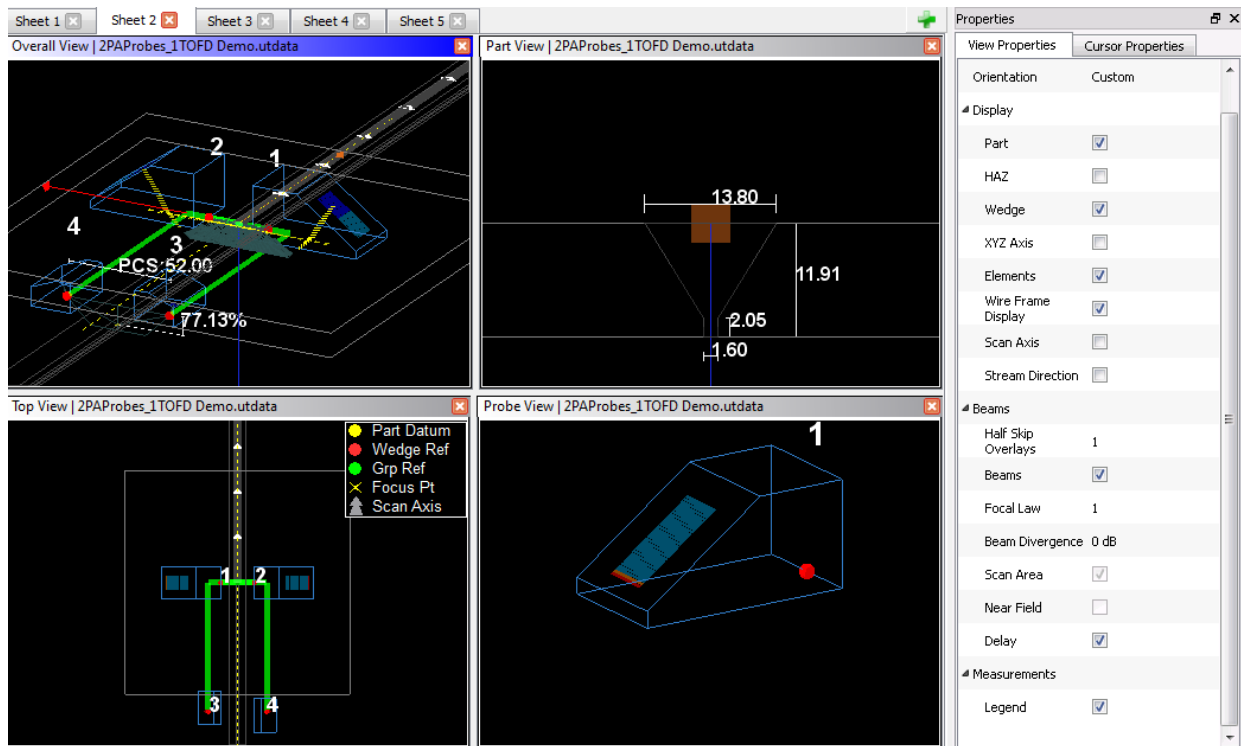 Sheet 1
Sheet 2
Sheet 3
Sheet 4
Sheet 5
Overall View | 2PAProbes_1TOFD Demo.utdata
2
1
4
3
PCS:52.00
77.13%
Part View | 2PAProbes_1TOFD Demo.utdata
13.80
11.91
2.05
1.60
Top View | 2PAProbes_1TOFD Demo.utdata
Part Datum
Wedge Ref
Grp Ref
Focus Pt
Scan Axis
1 2
3 4
Probe View | 2PAProbes_1TOFD Demo.utdata
1
Properties
View Properties
Cursor Properties
Orientation Custom
Display
Part
HAZ
Wedge
XYZ Axis
Elements
Wire Frame
Display
Scan Axis
Stream Direction
Beams
Half Skip
Overlays 1
Beams
Focal Law 1
Beam Divergence 0 dB
Scan Area
Near Field
Delay
Measurements
Legend